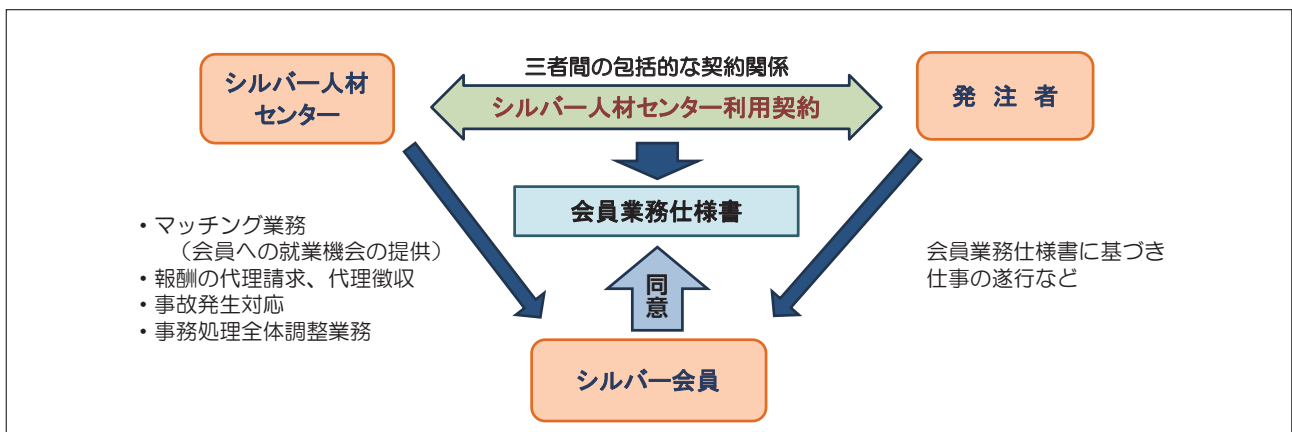 三者間の包括的な契約関係
シルバー人材
センター
シルバー人材センター利用契約
発 注 者
会員業務仕様書
・マッチング業務
（会員への就業機会の提供）
・報酬の代理請求、代理徴収
・事故発生対応
・事務処理全体調整業務
同
意
会員業務仕様書に基づき
仕事の遂行など
シルバー会員